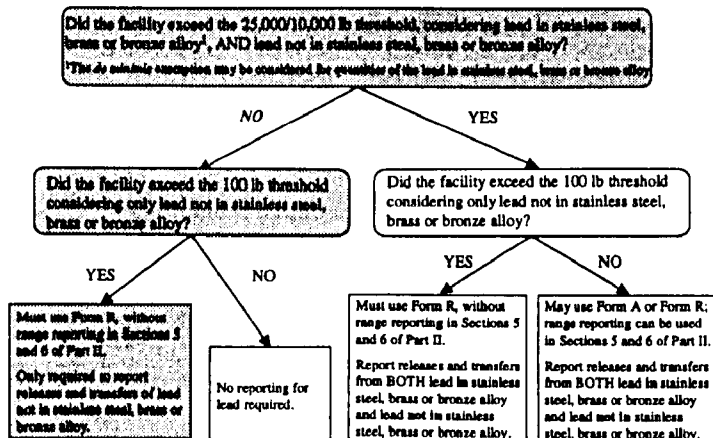 Did the facility exceed the 25,000/10,000 lb threshold, considering lead in stainless steel,
brass or bronze alloy¹, AND lead not in stainless steel, brass or bronze alloy?
¹The de minimis exemption may be considered for quantities of the lead in stainless steel, brass or bronze alloy
NO
YES
Did the facility exceed the 100 lb threshold
considering only lead not in stainless steel,
brass or bronze alloy?
Did the facility exceed the 100 lb threshold
considering only lead not in stainless steel,
brass or bronze alloy?
YES
NO
YES
NO
Must use Form R, without
range reporting in Sections 5
and 6 of Part II.
Only required to report
releases and transfers of lead
not in stainless steel, brass or
bronze alloy.
No reporting for
lead required.
Must use Form R, without
range reporting in Sections 5
and 6 of Part II.
Report releases and transfers
from BOTH lead in stainless
steel, brass or bronze alloy
and lead not in stainless
steel, brass or bronze alloy.
May use Form A or Form R;
range reporting can be used
in Sections 5 and 6 of Part II.
Report releases and transfers
from BOTH lead in stainless
steel, brass or bronze alloy
and lead not in stainless
steel, brass or bronze alloy.